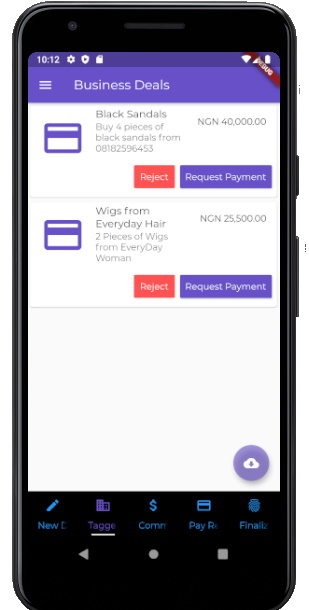 10:12
DEBUG
Business Deals
Black Sandals
NGN 40,000.00
Buy 4 pieces of
black sandals from
08182596453
Reject
Request Payment
Wigs from
Everyday Hair
NGN 25,500.00
2 Pieces of Wigs
from EveryDay
Woman
Reject
Request Payment
New D
Tagge
Comm
Pay Re
Finaliz